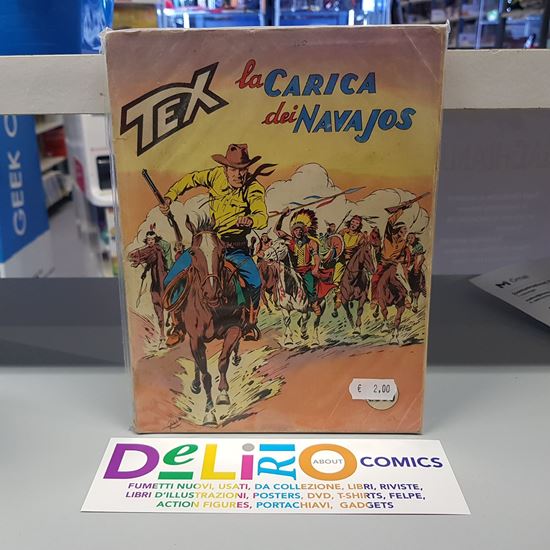 la CARICA
dei NAVAJOS
TEX
GEEK
€ 2,00
DeLiRiO
ABOUT
COMICS
FUMETTI NUOVI, USATI, DA COLLEZIONE, LIBRI, RIVISTE,
LIBRI D'ILLUSTRAZIONI, POSTERS, DVD, T-SHIRTS, FELPE,
ACTION FIGURES, PORTACHIAVI, GADGETS